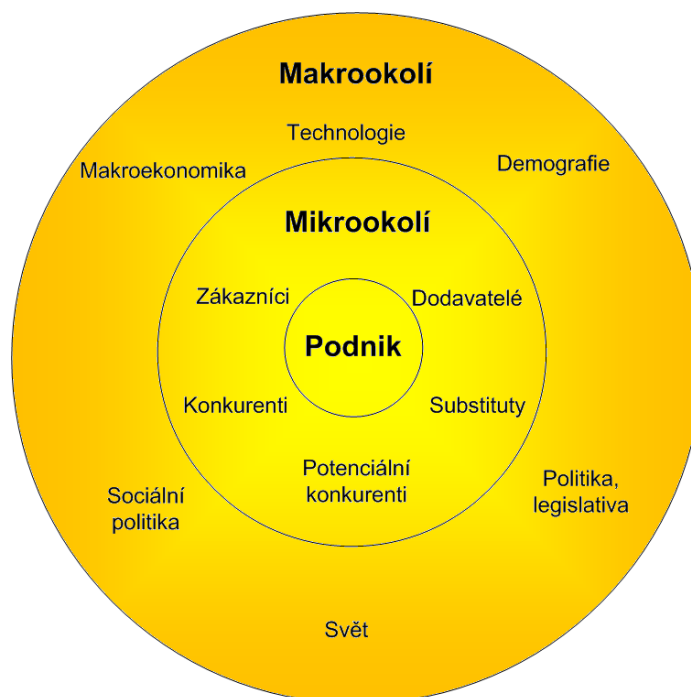 Makrookolí
Technologie
Makroekonomika
Demografie
Mikrookolí
Zákazníci
Dodavatelé
Podnik
Konkurenti
Substituty
Potenciální
konkurenti
Sociální
politika
Politika,
legislativa
Svět